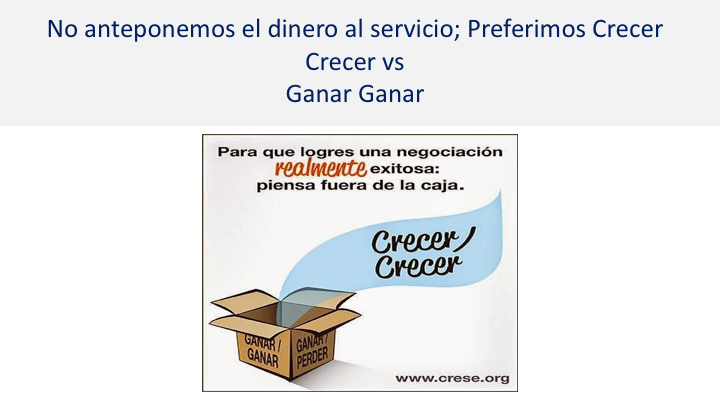 No anteponemos el dinero al servicio; Preferimos Crecer
Crecer vs
Ganar Ganar
Para que logres una negociación
realmente exitosa:
piensa fuera de la caja.
Crecer/
Crecer
GANAR /
GANAR
GANAR /
PERDER
www.crese.org